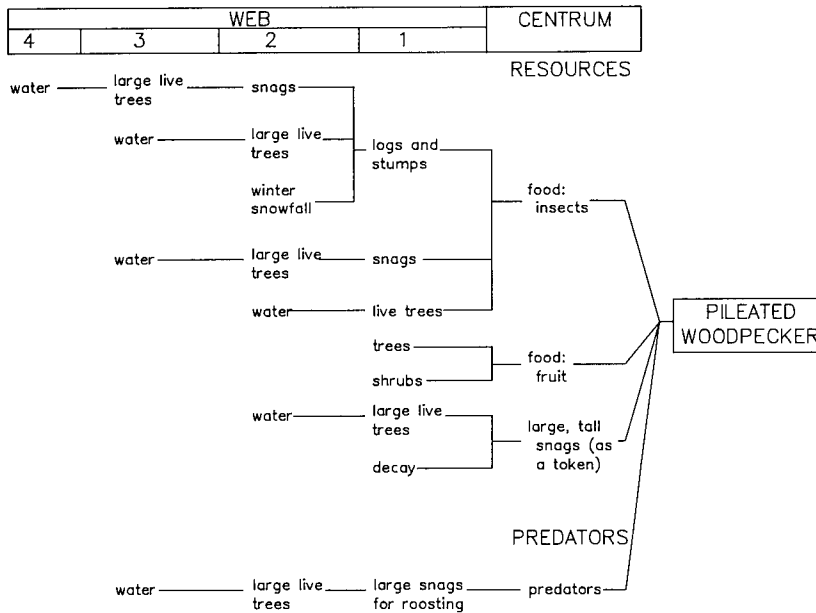 WEB
CENTRUM
4 3 2 1
RESOURCES
water
large live
trees
snags
water
large live
trees
logs and
stumps
winter
snowfall
food:
insects
water
large live
trees
snags
water
live trees
PILEATED
WOODPECKER
trees
shrubs
food:
fruit
water
large live
trees
decay
large, tall
snags (as
a token)
PREDATORS
water
large live
trees
large snags
for roosting
predators